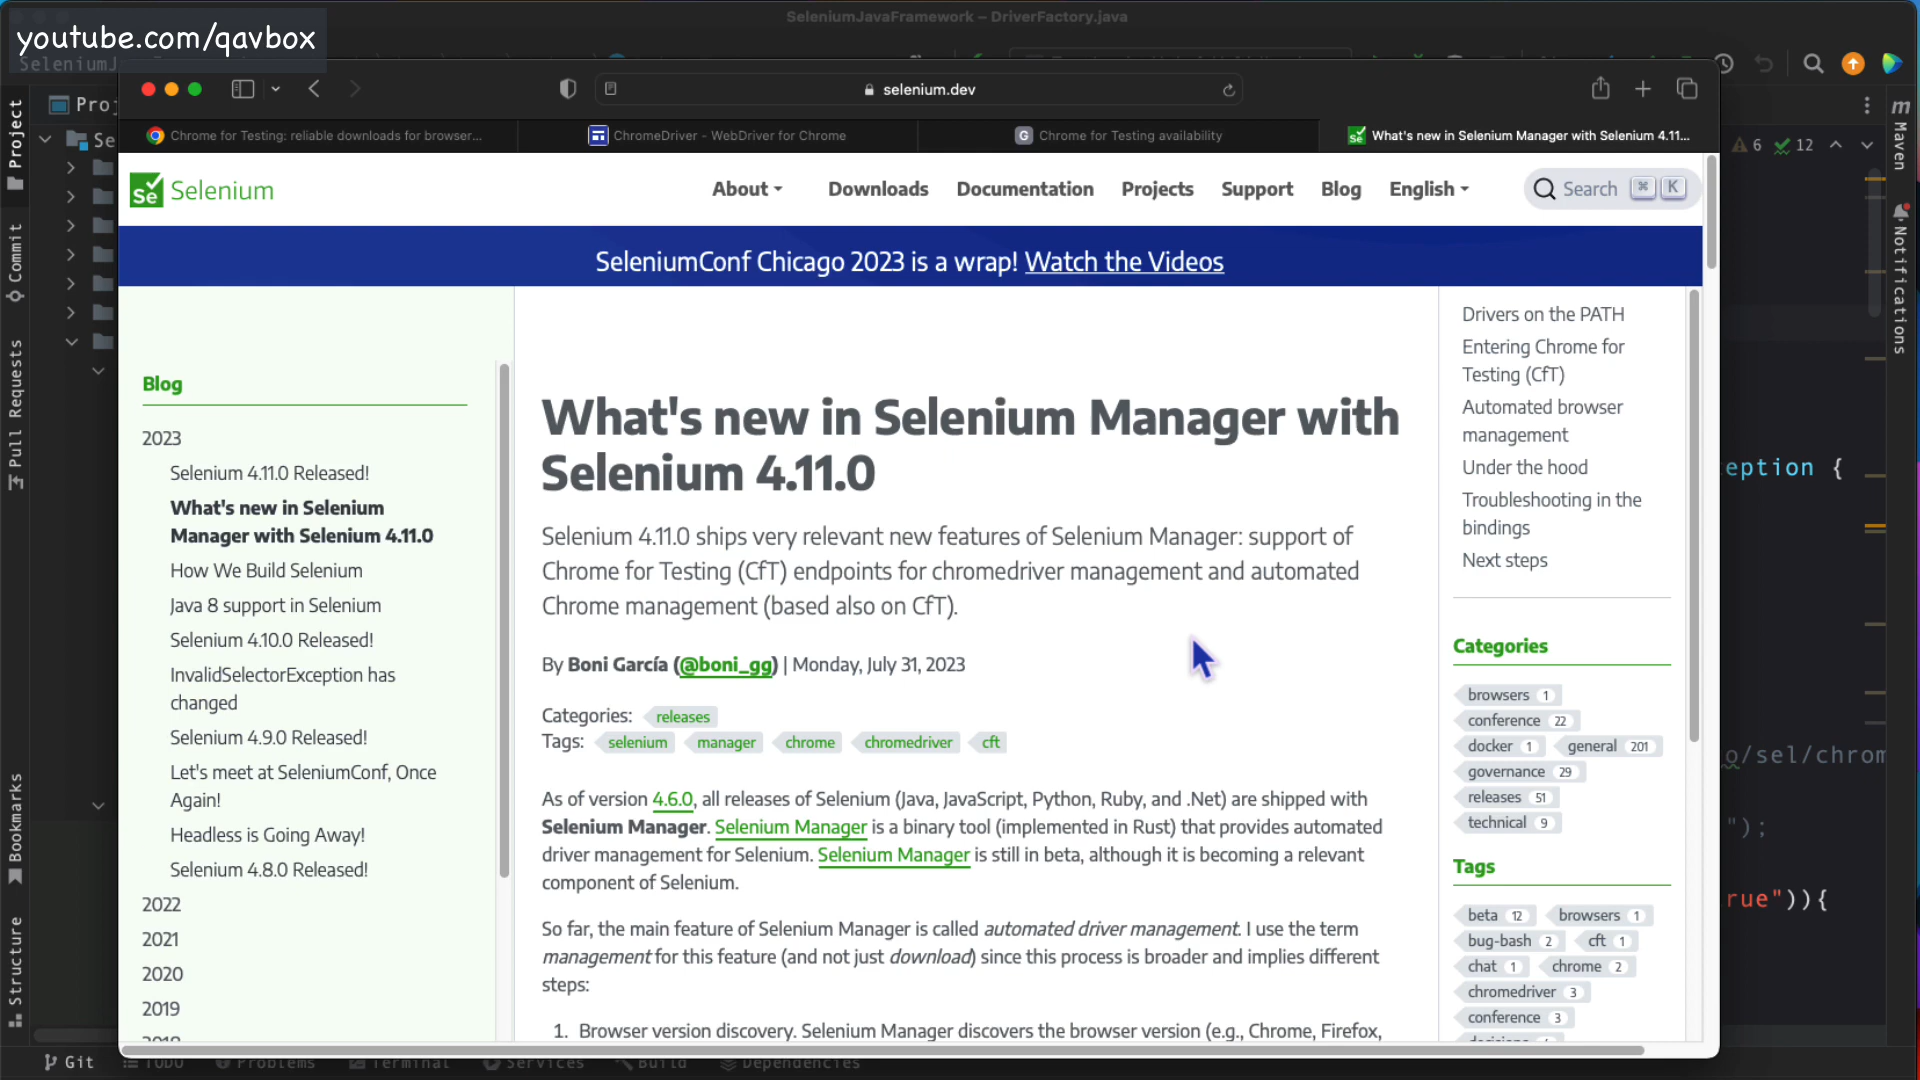 SeleniumJavaFramework – DriverFactory.java
youtube.com/qavbox
SeleniumJ
selenium.dev
Chrome for Testing: reliable downloads for browser...
ChromeDriver - WebDriver for Chrome
Chrome for Testing availability
What's new in Selenium Manager with Selenium 4.11...
Project
Commit
Pull Requests
Bookmarks
Structure
Proj
Se
6
12
Maven
Notifications
Se Selenium
About
Downloads
Documentation
Projects
Support
Blog
English
Search ⌘ K
SeleniumConf Chicago 2023 is a wrap! Watch the Videos
Blog
2023
Selenium 4.11.0 Released!
What's new in Selenium
Manager with Selenium 4.11.0
How We Build Selenium
Java 8 support in Selenium
Selenium 4.10.0 Released!
InvalidSelectorException has
changed
Selenium 4.9.0 Released!
Let's meet at SeleniumConf, Once
Again!
Headless is Going Away!
Selenium 4.8.0 Released!
2022
2021
2020
2019
What's new in Selenium Manager with
Selenium 4.11.0
Selenium 4.11.0 ships very relevant new features of Selenium Manager: support of
Chrome for Testing (CfT) endpoints for chromedriver management and automated
Chrome management (based also on CfT).
By Boni García (@boni_gg) | Monday, July 31, 2023
Categories: releases
Tags: selenium manager chrome chromedriver cft
As of version 4.6.0, all releases of Selenium (Java, JavaScript, Python, Ruby, and .Net) are shipped with
Selenium Manager. Selenium Manager is a binary tool (implemented in Rust) that provides automated
driver management for Selenium. Selenium Manager is still in beta, although it is becoming a relevant
component of Selenium.
So far, the main feature of Selenium Manager is called automated driver management. I use the term
management for this feature (and not just download) since this process is broader and implies different
steps:
1. Browser version discovery. Selenium Manager discovers the browser version (e.g., Chrome, Firefox,
Drivers on the PATH
Entering Chrome for
Testing (CfT)
Automated browser
management
Under the hood
Troubleshooting in the
bindings
Next steps
Categories
browsers 1
conference 22
docker 1 general 201
governance 29
releases 51
technical 9
Tags
beta 12 browsers 1
bug-bash 2 cft 1
chat 1 chrome 2
chromedriver 3
conference 3
eption {
o/sel/chrom
");
rue")){
Git
TODO
Problems
Terminal
Services
Build
Dependencies